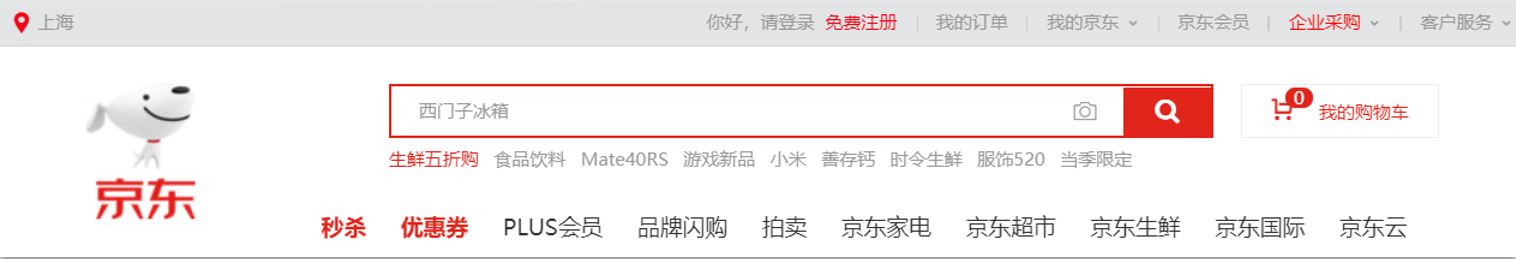 上海 你好，请登录 免费注册 我的订单 我的京东 京东会员 企业采购 客户服务
西门子冰箱 0 我的购物车
生鲜五折购 食品饮料 Mate40RS 游戏新品 小米 善存钙 时令生鲜 服饰520 当季限定
京东
秒杀 优惠券 PLUS会员 品牌闪购 拍卖 京东家电 京东超市 京东生鲜 京东国际 京东云